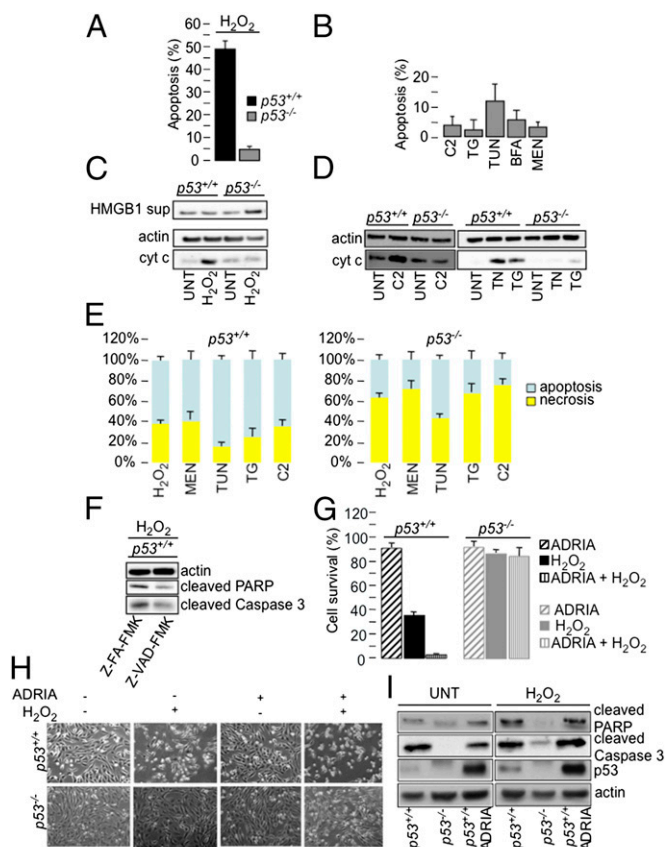 A
H2O2
Apoptosis (%)
60
50
40
30
20
10
0
p53+/+
p53-/-
B
Apoptosis (%)
20
10
0
C2
TG
TUN
BFA
MEN
C
p53+/+ p53-/-
HMGB1 sup
actin
cyt c
UNT
H2O2
UNT
H2O2
D
p53+/+ p53-/- p53+/+ p53-/-
actin
cyt c
UNT
C2
UNT
C2
UNT
TN
TG
UNT
TN
TG
E
p53+/+
120%
100%
80%
60%
40%
20%
0%
H2O2
MEN
TUN
TG
C2
p53-/-
120%
100%
80%
60%
40%
20%
0%
H2O2
MEN
TUN
TG
C2
apoptosis
necrosis
F
H2O2
p53+/+
actin
cleaved PARP
cleaved Caspase 3
Z-FA-FMK
Z-VAD-FMK
G
Cell survival (%)
100
80
60
40
20
0
p53+/+
p53-/-
ADRIA
H2O2
ADRIA + H2O2
ADRIA
H2O2
ADRIA + H2O2
H
ADRIA - - + +
H2O2 - + - +
p53+/+
p53-/-
I
UNT H2O2
cleaved
PARP
cleaved
Caspase 3
p53
actin
p53+/+
p53-/-
p53+/+
ADRIA
p53+/+
p53-/-
p53+/+
ADRIA